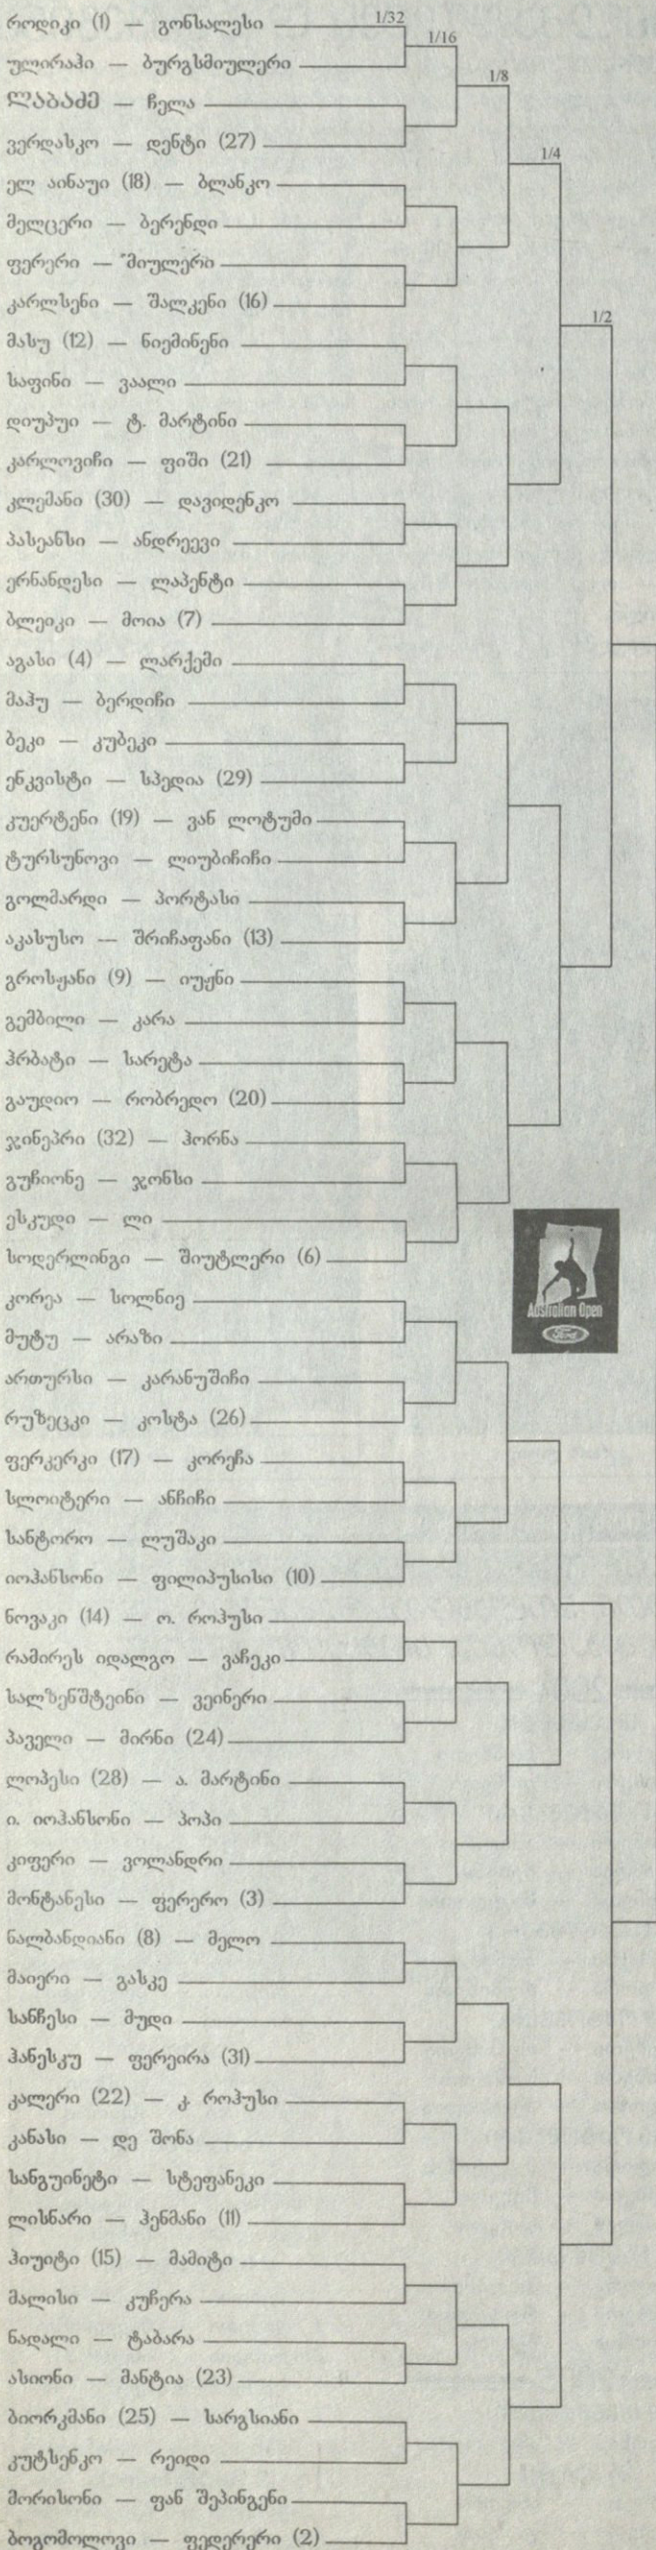 როდიკი (1) — გონსალესი
1/32
1/16
ულირაჰი — ბურგსმიულერი
1/8
ᲚᲐᲑᲐᲫᲔ — ჩელა
ვერდასკო — დენტი (27)
1/4
ელ აინაუი (18) — ბლანკო
მელცერი — ბერენდი
ფერერი — მიულერი
კარლსენი — შალკენი (16)
1/2
მასუ (12) — ნიემინენი
საფინი — ვაალი
დიუპუი — ტ. მარტინი
კარლოვიჩი — ფიში (21)
კლემანი (30) — დავიდენკო
პასეანსი — ანდრეევი
ერნანდესი — ლაპენტი
ბლეიკი — მოია (7)
აგასი (4) — ლარქემი
მაჰუ — ბერდიჩი
ბეკი — კუბეკი
ენკვისტი — სპედია (29)
კუერტენი (19) — ვან ლოტუმი
ტურსუნოვი — ლიუბიჩიჩი
გოლმარდი — პორტასი
აკასუსო — შრიჩაფანი (13)
გროსჟანი (9) — იუჟნი
გემბილი — კარა
ჰრბატი — სარეტა
გაუდიო — რობრედო (20)
ჯინეპრი (32) — ჰორნა
გუჩიონე — ჯონსი
ესკუდი — ლი
სოდერლინგი — შიუტლერი (6)
Australian Open
Ford
კორეა — სოლნიე
მუტუ — არაზი
ართურსი — კარანუშიჩი
რუზეცკი — კოსტა (26)
ფერკერკი (17) — კორეჩა
სლოიტერი — ანჩიჩი
სანტორო — ლუშაკი
იოჰანსონი — ფილიპუსისი (10)
ნოვაკი (14) — ო. როჰუსი
რამირეს იდალგო — ვაჩეკი
სალზენშტეინი — ვეინერი
პაველი — მირნი (24)
ლოპესი (28) — ა. მარტინი
ი. იოჰანსონი — პოპი
კიფერი — ვოლანდრი
მონტანესი — ფერერო (3)
ნალბანდიანი (8) — მელო
მაიერი — გასკე
სანჩესი — მუდი
ჰანესკუ — ფერეირა (31)
კალერი (22) — კ. როჰუსი
კანასი — დე შონა
სანგუინეტი — სტეფანეკი
ლისნარი — ჰენმანი (11)
ჰიუიტი (15) — მამიტი
მალისი — კუჩერა
ნადალი — ტაბარა
ასიონი — მანტია (23)
ბიორკმანი (25) — სარგსიანი
კუტსენკო — რეიდი
მორისონი — ფან შეპინგენი
ბოგომოლოვი — ფედერერი (2)